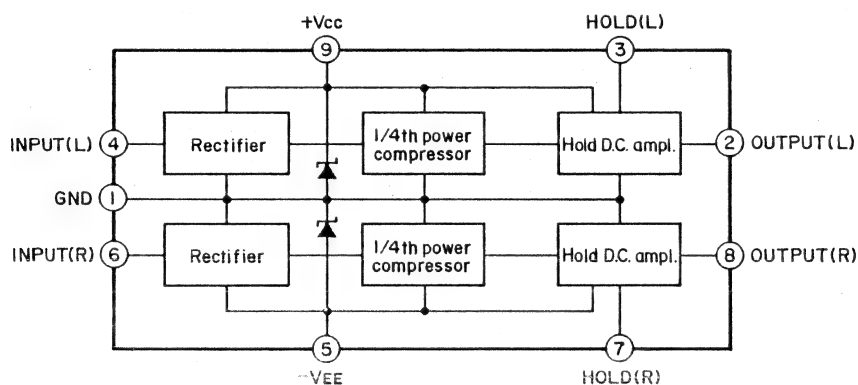 +Vcc
HOLD(L)
9
3
INPUT(L)
4
Rectifier
1/4th power
compressor
Hold D.C. ampl.
2
OUTPUT(L)
GND
1
INPUT(R)
6
Rectifier
1/4th power
compressor
Hold D.C. ampl.
8
OUTPUT(R)
5
7
-VEE
HOLD(R)